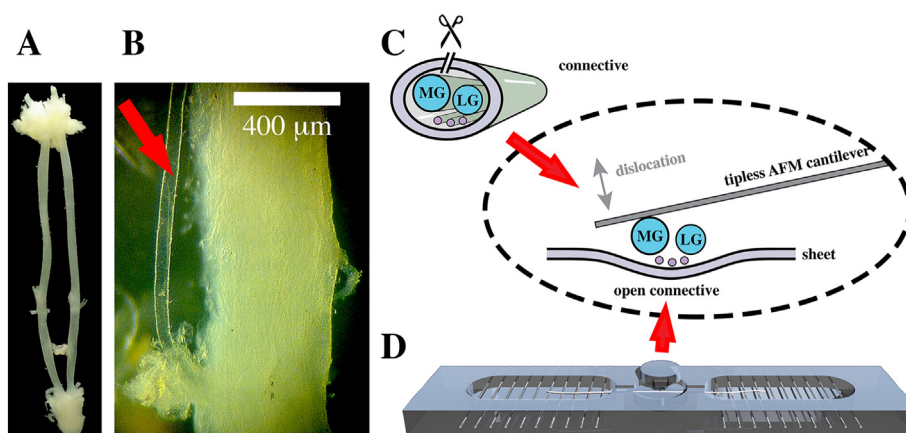 A
B
400 μm
C
connective
MG
LG
dislocation
tipless AFM cantilever
MG
LG
sheet
open connective
D